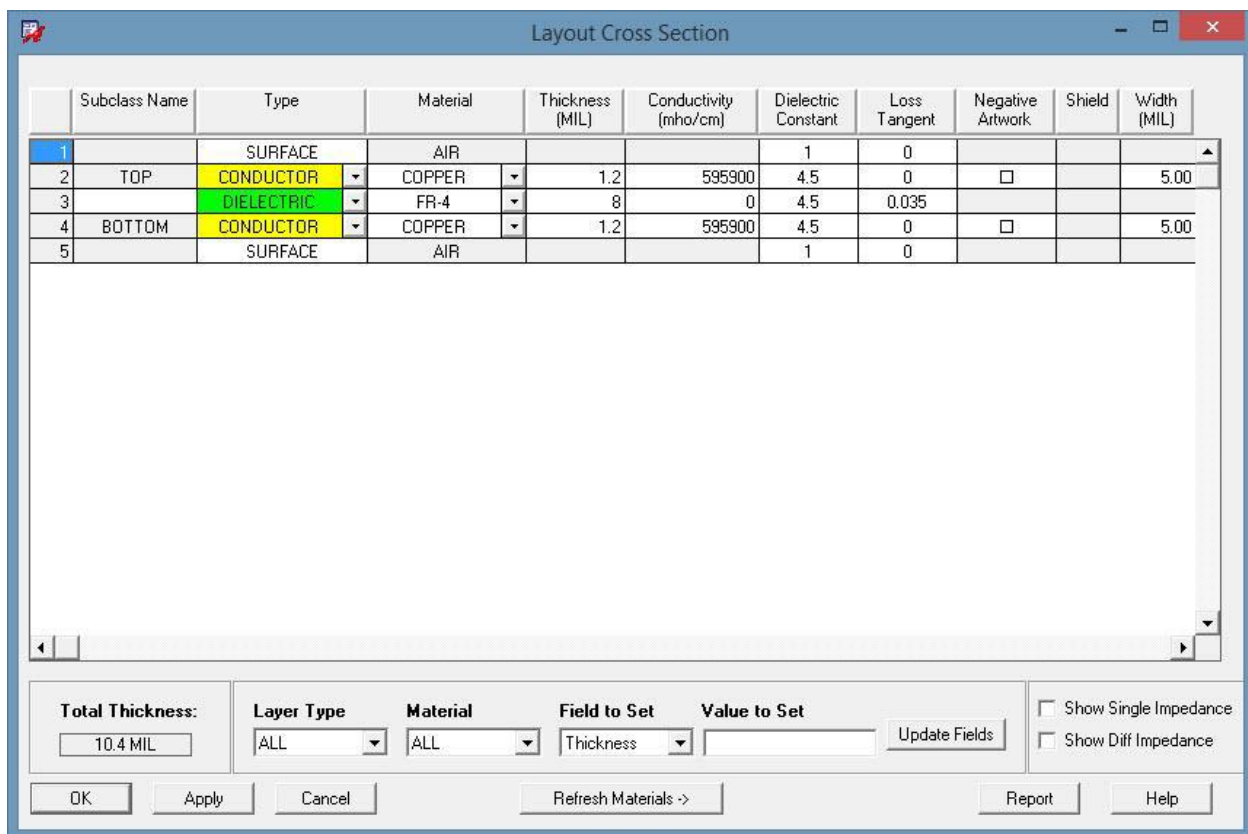 Layout Cross Section
Subclass Name Type Material Thickness (MIL) Conductivity (mho/cm) Dielectric Constant Loss Tangent Negative Artwork Shield Width (MIL)
1 SURFACE AIR 1 0
2 TOP CONDUCTOR COPPER 1.2 595900 4.5 0 5.00
3 DIELECTRIC FR-4 8 0 4.5 0.035
4 BOTTOM CONDUCTOR COPPER 1.2 595900 4.5 0 5.00
5 SURFACE AIR 1 0
Total Thickness:
10.4 MIL
Layer Type Material Field to Set Value to Set
ALL ALL Thickness Update Fields
Show Single Impedance
Show Diff Impedance
OK Apply Cancel Refresh Materials -> Report Help